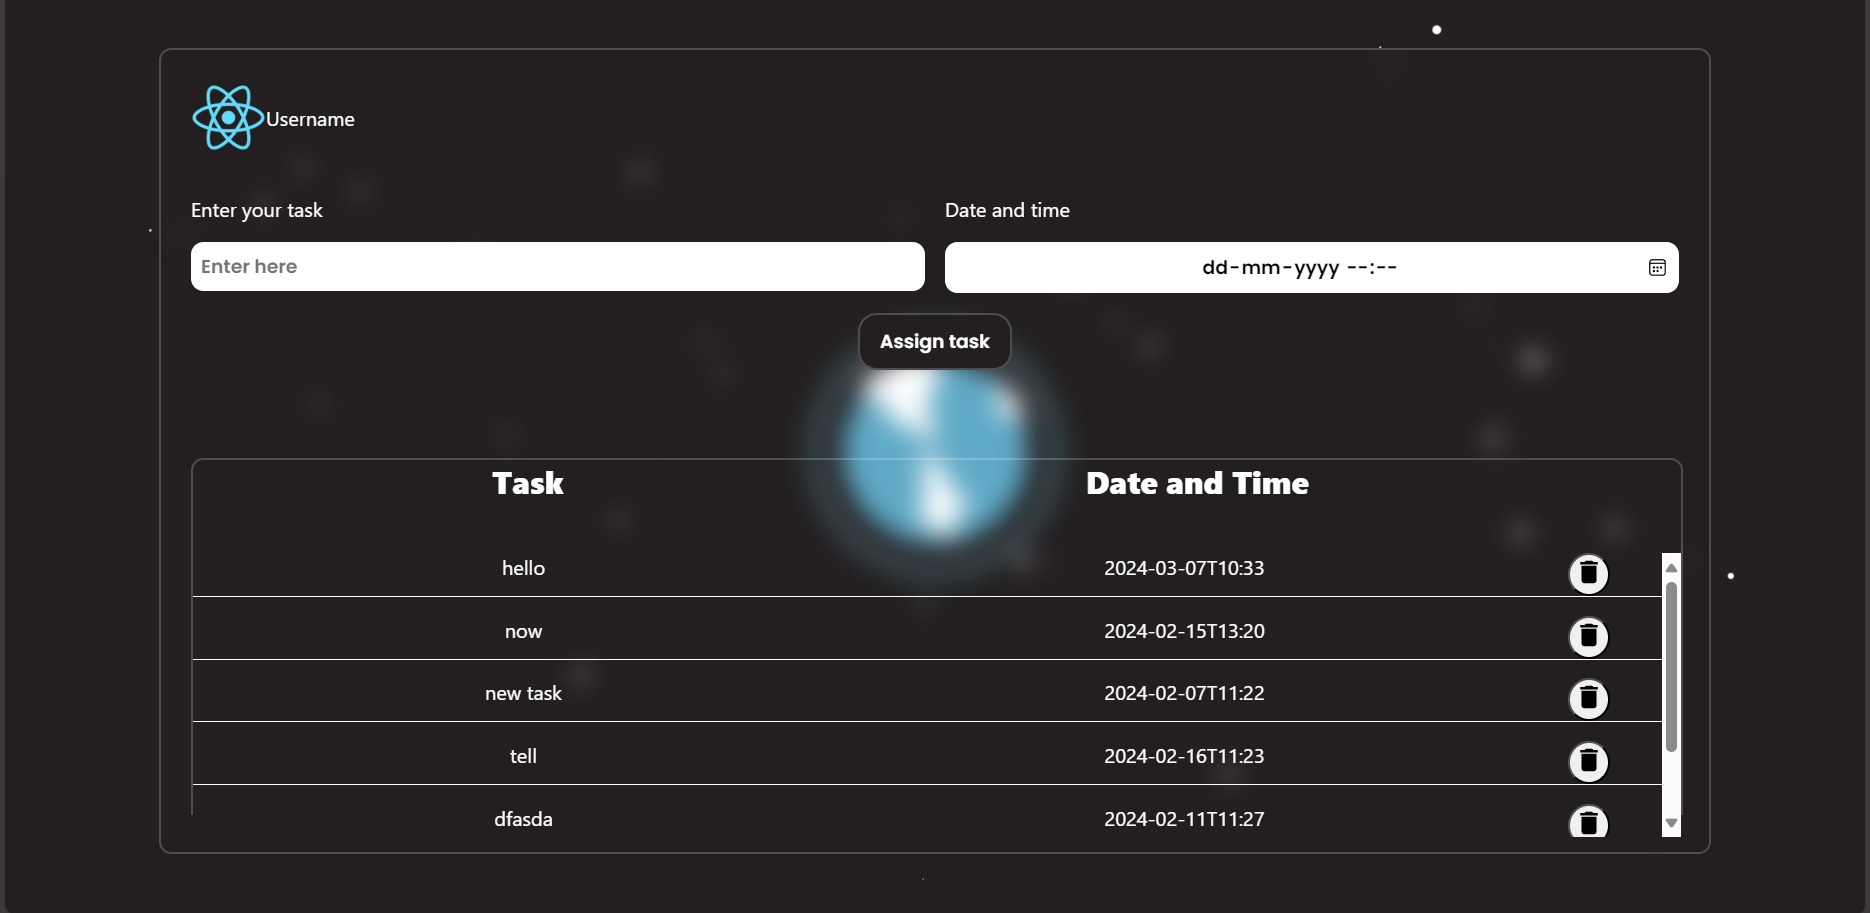 Username
Enter your task
Date and time
Enter here
dd-mm-yyyy --:--
Assign task
Task Date and Time
hello 2024-03-07T10:33
now 2024-02-15T13:20
new task 2024-02-07T11:22
tell 2024-02-16T11:23
dfasda 2024-02-11T11:27